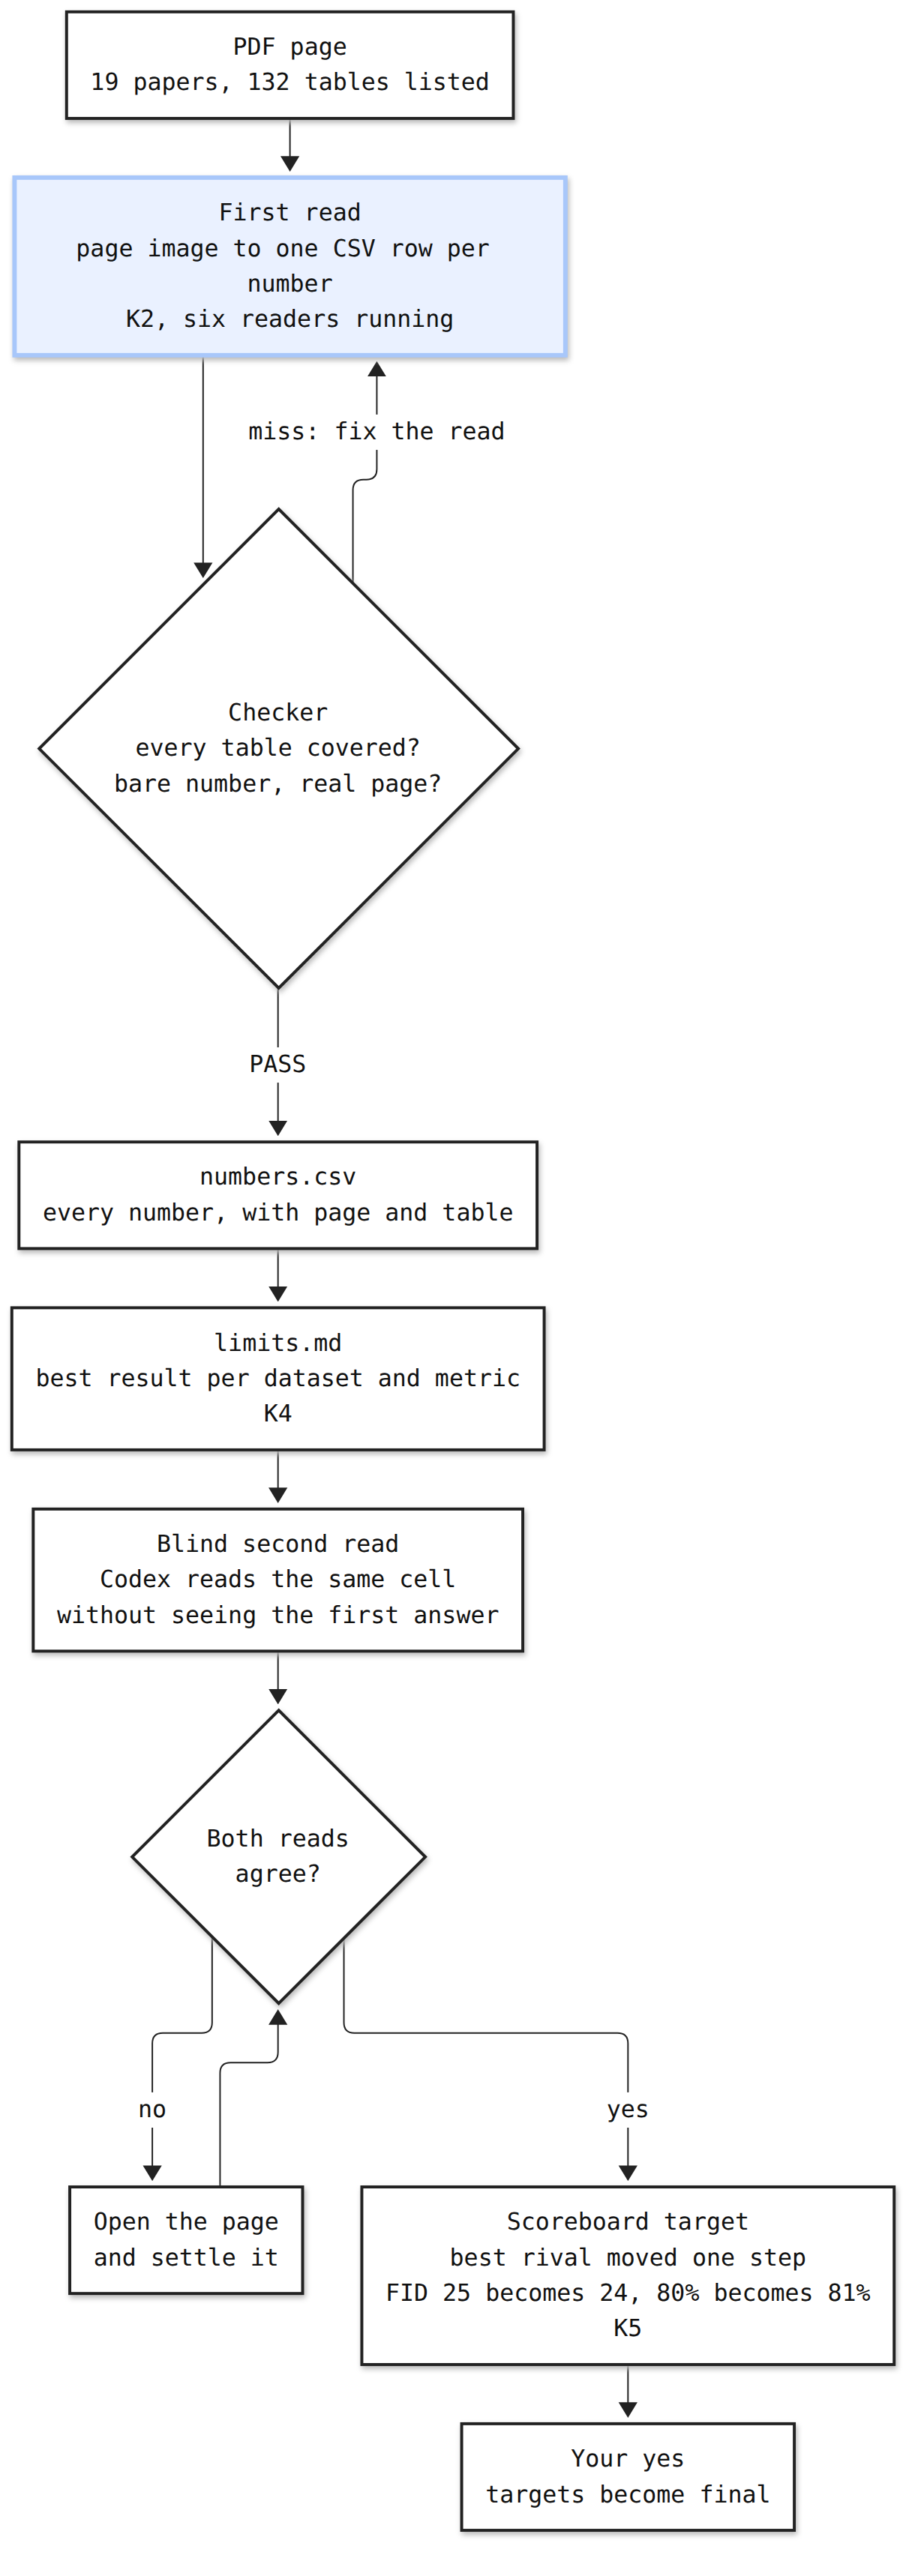 PDF page
19 papers, 132 tables listed
First read
page image to one CSV row per
number
K2, six readers running
miss: fix the read
Checker
every table covered?
bare number, real page?
PASS
numbers.csv
every number, with page and table
limits.md
best result per dataset and metric
K4
Blind second read
Codex reads the same cell
without seeing the first answer
Both reads
agree?
no
yes
Open the page
and settle it
Scoreboard target
best rival moved one step
FID 25 becomes 24, 80% becomes 81%
K5
Your yes
targets become final